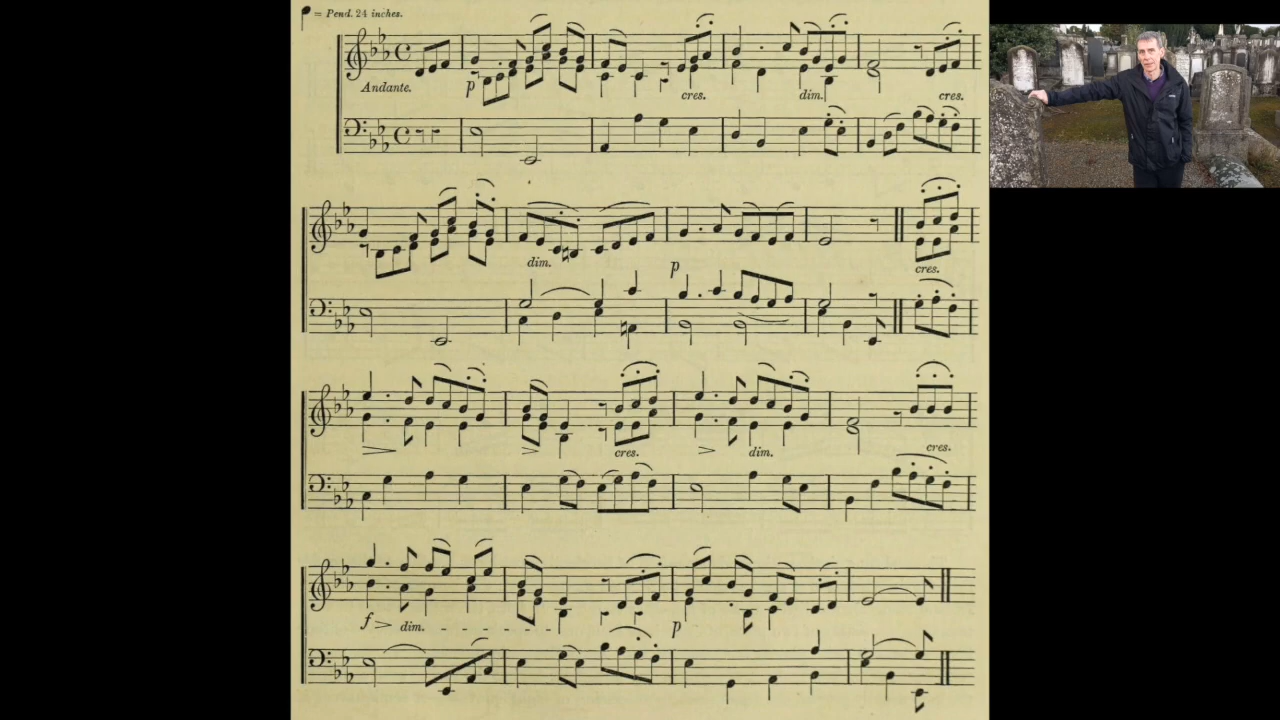 = Pend. 24 inches.
Andante. p cres. dim. cres.
dim. p cres.
> > cres. > dim. cres.
f > dim. - - - - - - - p